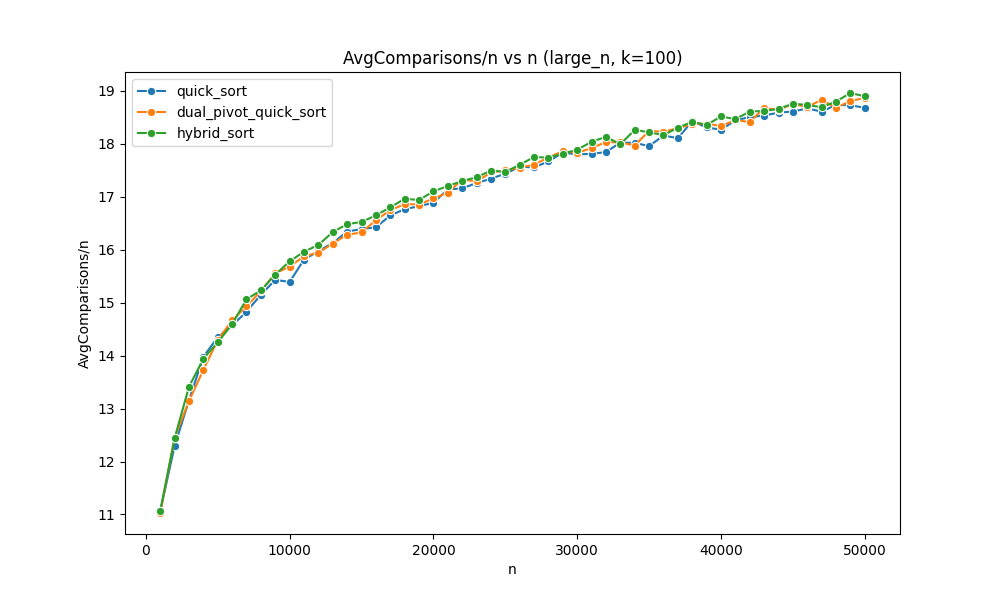 AvgComparisons/n vs n (large_n, k=100)
quick_sort
dual_pivot_quick_sort
hybrid_sort
AvgComparisons/n
19
18
17
16
15
14
13
12
11
0 10000 20000 30000 40000 50000
n